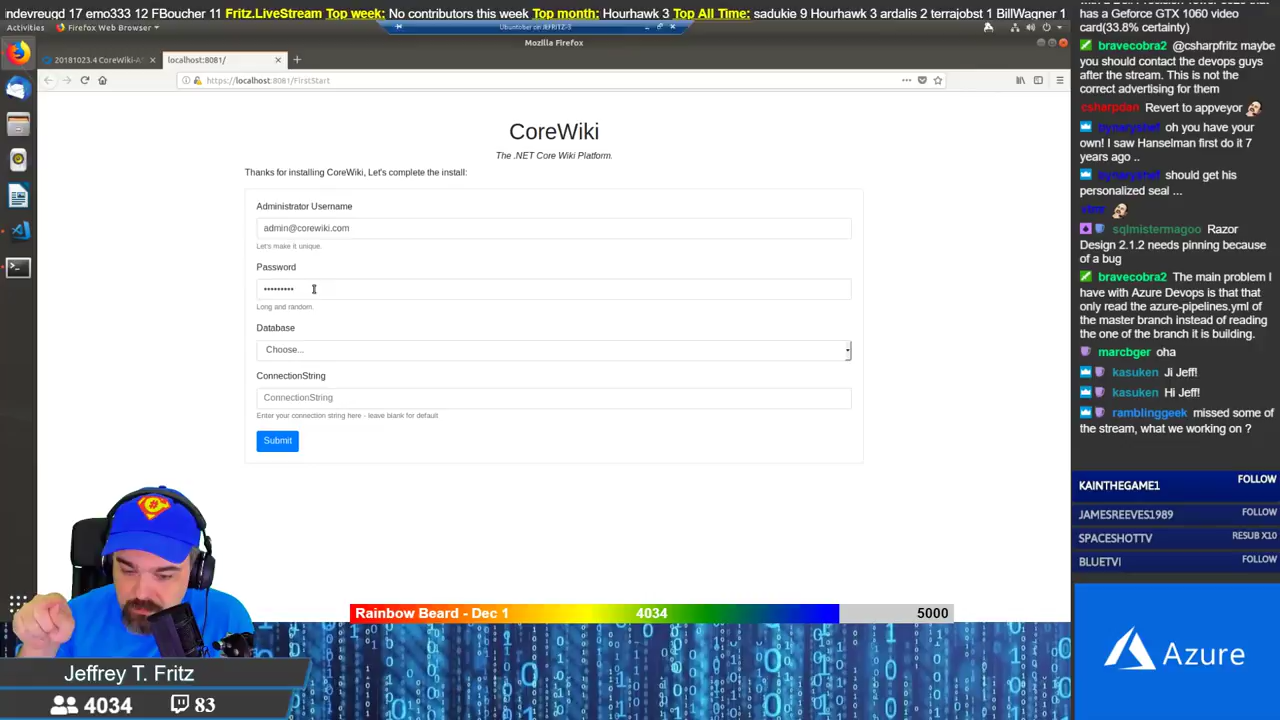 indeveugd 17 emo333 12 FBoucher 11 Fritz.LiveStream Top week: No contributors this week Top month: Hourhawk 3 Top All Time: sedukie 9 Hourhawk 3 ardalis 2 terrajobst 1 BillWagner 1
Activities Firefox Web Browser
Mozilla Firefox
20181023.4 CoreWiki-A
localhost:8081/
https://localhost:8081/FirstStart
CoreWiki
The .NET Core Wiki Platform.
Thanks for installing CoreWiki, Let's complete the install:
Administrator Username
admin@corewiki.com
Let's make it unique.
Password
•••••••••
Long and random.
Database
Choose...
ConnectionString
ConnectionString
Enter your connection string here - leave blank for default
Submit
Rainbow Beard - Dec 1 4034 5000
Jeffrey T. Fritz
4034 83
has a Geforce GTX 1060 video
card(33.8% certainty)
bravecobra2 @csharpfritz maybe
you should contact the devops guys
after the stream. This is not the
correct advertising for them
csharpdan Revert to appveyor
bynaryshef oh you have your
own! I saw Hanselman first do it 7
years ago ..
bynaryshef should get his
personalized seal ...
sqlmistermagoo Razor
Design 2.1.2 needs pinning because
of a bug
bravecobra2 The main problem I
have with Azure Devops is that that
only read the azure-pipelines.yml of
the master branch instead of reading
the one of the branch it is building.
marcbger oha
kasuken Ji Jeff!
kasuken Hi Jeff!
ramblinggeek missed some of
the stream, what we working on ?
KAINTHEGAME1 FOLLOW
JAMESREEVES1989 FOLLOW
SPACESHOTTV RESUB X10
BLUETVI FOLLOW
Azure